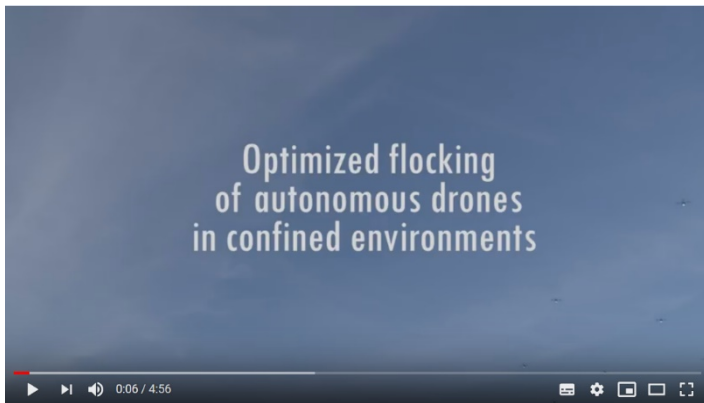 Optimized flocking
of autonomous drones
in confined environments
0:06 / 4:56